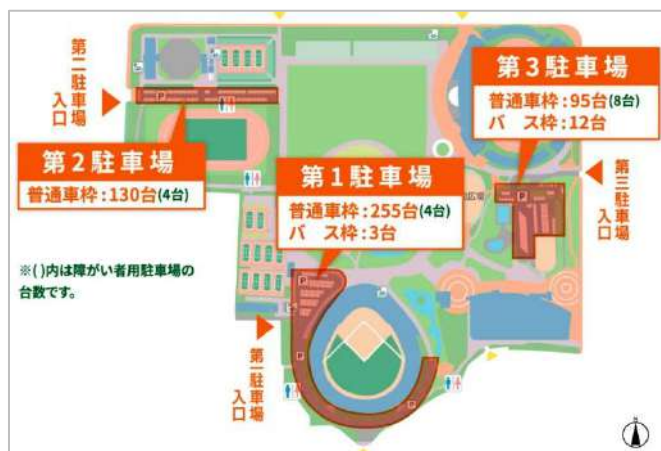 第二駐車場
入口
第3駐車場
普通車枠:95台(8台)
バス枠:12台
第2駐車場
普通車枠:130台(4台)
第1駐車場
普通車枠:255台(4台)
バス枠:3台
第三駐車場
入口
※( )内は障がい者用駐車場の
台数です。
第一駐車場
入口
P
P
P
P
P
N